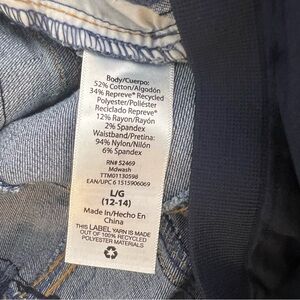 Body/Cuerpo:
52% Cotton/Algodón
34% Repreve® Recycled
Polyester/Poliéster
Reciclado Repreve®
12% Rayon/Rayón
2% Spandex
Waistband/Pretina:
94% Nylon/Nilón
6% Spandex
RN# 52469
Mdwash
TTM01130598
EAN/UPC 6 1515906069
L/G
(12-14)
Made In/Hecho En
China
THIS LABEL YARN IS MADE
OUT OF 100% RECYCLED
POLYESTER MATERIALS